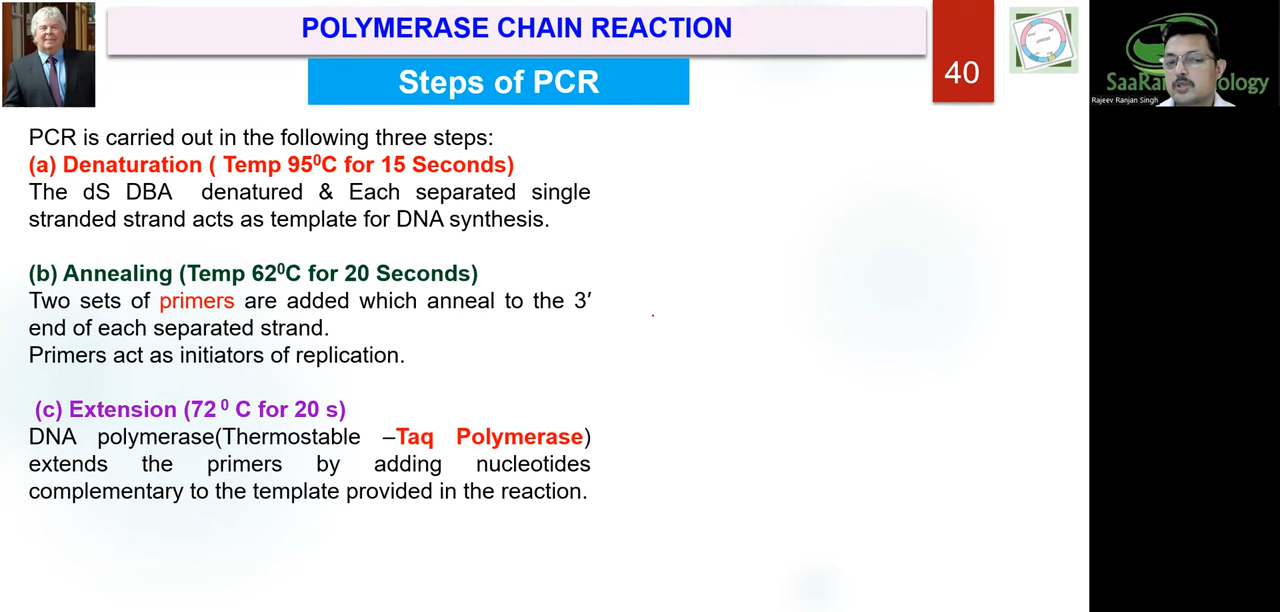 POLYMERASE CHAIN REACTION
Steps of PCR
40
Rajeev Ranjan Singh
PCR is carried out in the following three steps:
(a) Denaturation ( Temp 95⁰C for 15 Seconds)
The dS DBA denatured & Each separated single
stranded strand acts as template for DNA synthesis.
(b) Annealing (Temp 62⁰C for 20 Seconds)
Two sets of primers are added which anneal to the 3′
end of each separated strand.
Primers act as initiators of replication.
(c) Extension (72 ⁰ C for 20 s)
DNA polymerase(Thermostable –Taq Polymerase)
extends the primers by adding nucleotides
complementary to the template provided in the reaction.